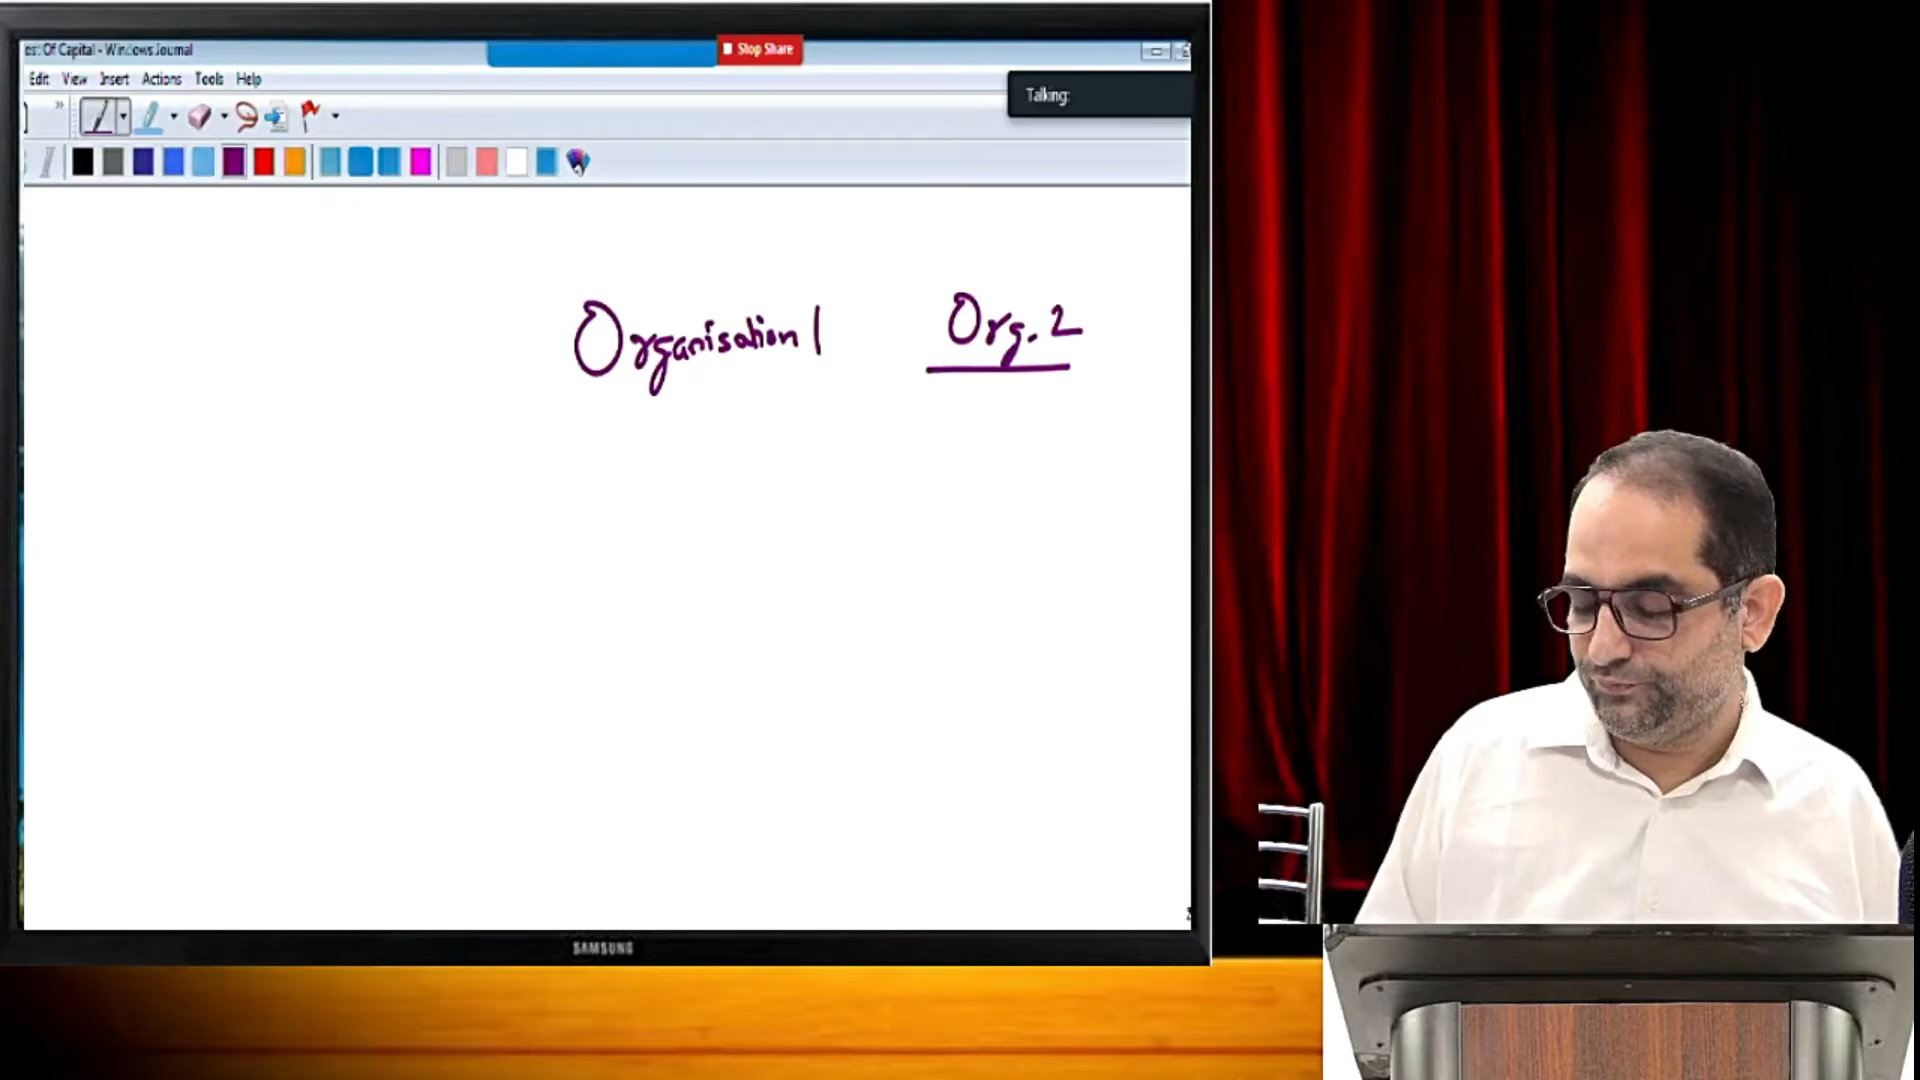 es: Of Capital - Windows Journal
Stop Share
Edit View Insert Actions Tools Help
Talking:
Organisation 1 Org. 2
SAMSUNG